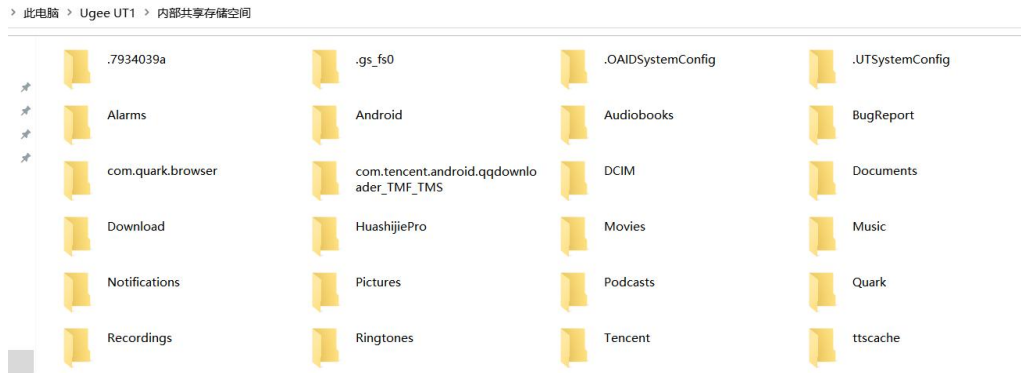 此电脑 > Ugee UT1 > 内部共享存储空间
.7934039a
.gs_fs0
.OAIDSystemConfig
.UTSystemConfig
Alarms
Android
Audiobooks
BugReport
com.quark.browser
com.tencent.android.qqdownlo
ader_TMF_TMS
DCIM
Documents
Download
HuashijiePro
Movies
Music
Notifications
Pictures
Podcasts
Quark
Recordings
Ringtones
Tencent
ttscache